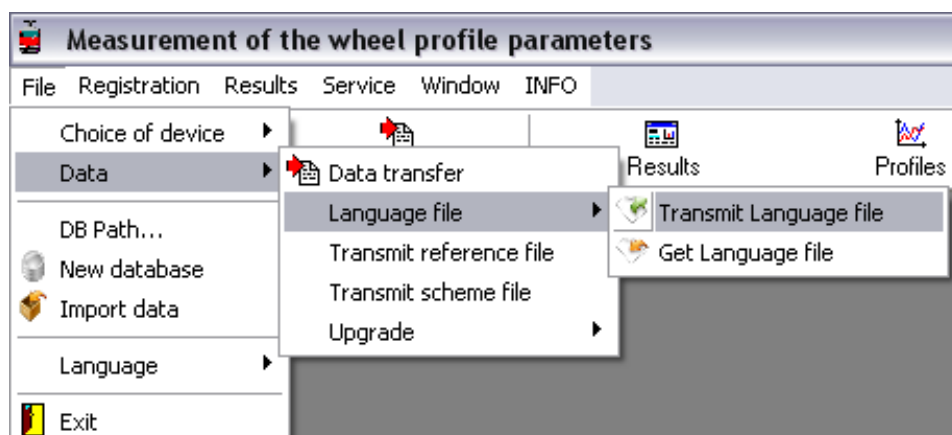 Measurement of the wheel profile parameters
File Registration Results Service Window INFO
Choice of device
Data
DB Path...
New database
Import data
Language
Exit
Data transfer
Language file
Transmit reference file
Transmit scheme file
Upgrade
Transmit Language file
Get Language file
Results
Profiles